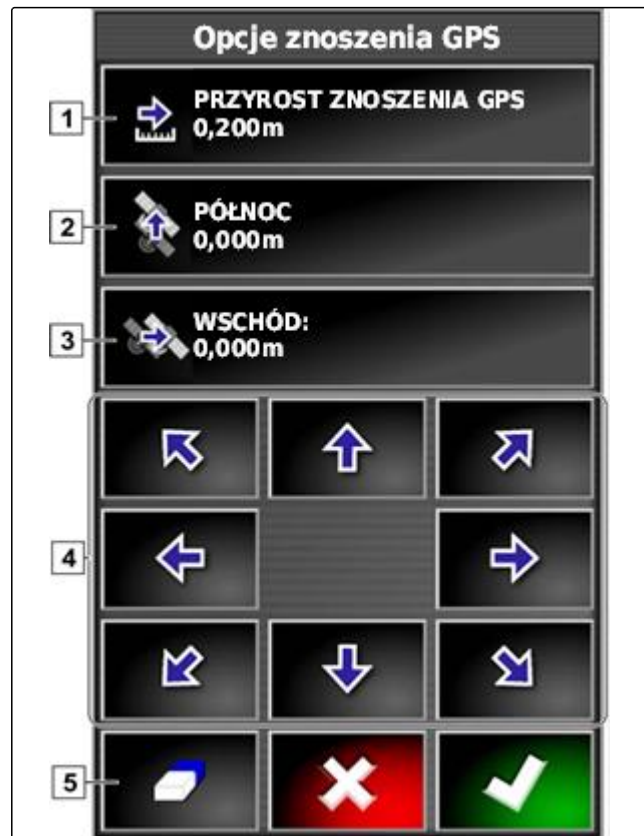 Opcje znoszenia GPS
1
PRZYROST ZNOSZENIA GPS
0,200m
2
PÓŁNOC
0,000m
3
WSCHÓD:
0,000m
4
5